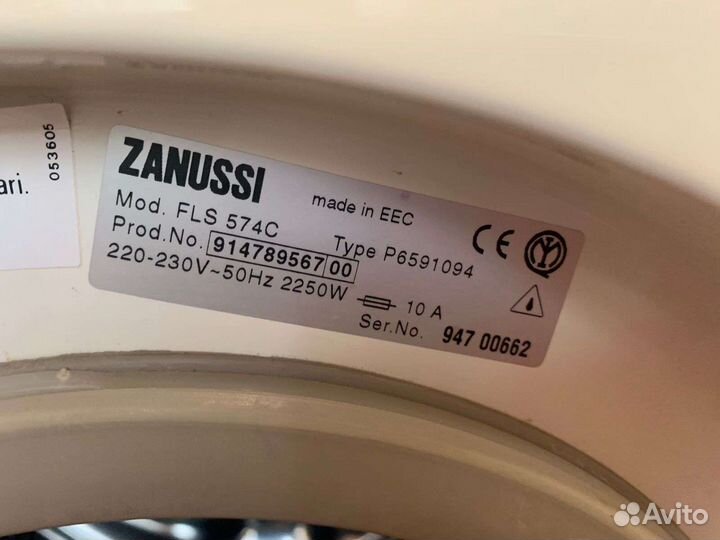 ari.
053605
ZANUSSI
made in EEC
Mod. FLS 574C
Type P6591094
Prod.No. 914789567 00
220-230V~50Hz 2250W 10 A
Ser.No. 947 00662
CE
Avito